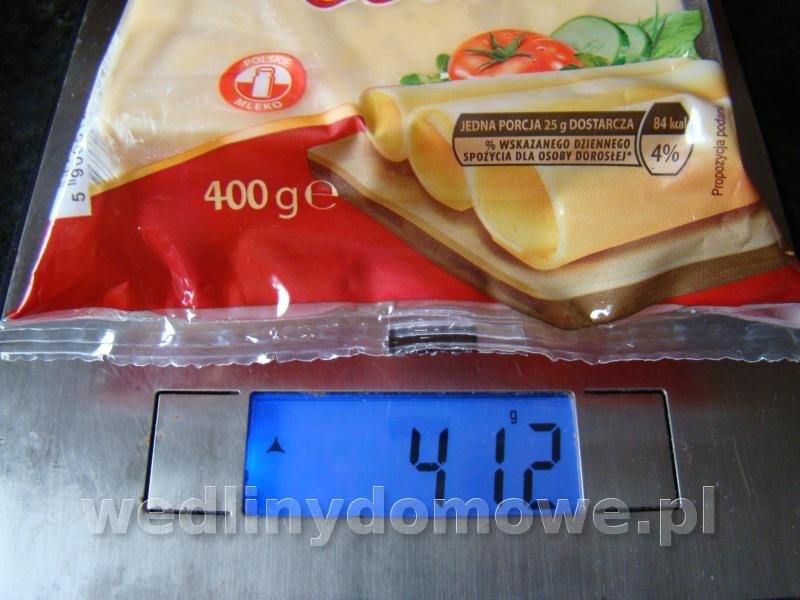 POLSKIE
MLEKO
JEDNA PORCJA 25 g DOSTARCZA
84 kcal
% WSKAZANEGO DZIENNEGO
SPOŻYCIA DLA OSOBY DOROSŁEJ*
4%
Propozycja podani
400 g ℮
g
412
wedlinydomowe.pl